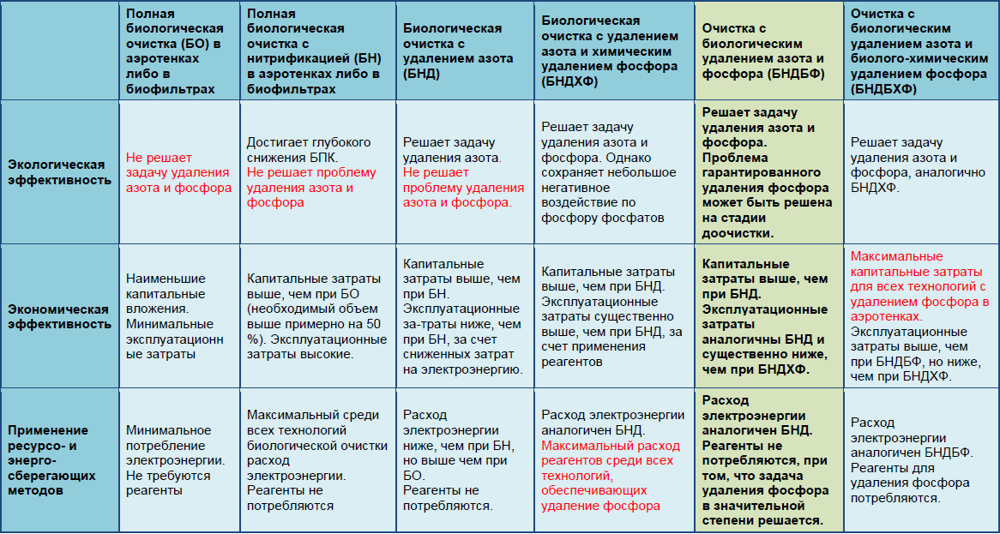 Полная
биологическая
очистка (БО) в
аэротенках
либо в
биофильтрах
Полная
биологическая
очистка с
нитрификацией (БН)
в аэротенках либо в
биофильтрах
Биологическая
очистка с
удалением азота
(БНД)
Биологическая
очистка с удалением
азота и химическим
удалением фосфора
(БНДХФ)
Очистка с
биологическим
удалением азота и
фосфора (БНДБФ)
Очистка с
биологическим
удалением азота и
биолого-химическим
удалением фосфора
(БНДБХФ)
Экологическая
эффективность
Не решает
задачу удаления
азота и фосфора
Достигает глубокого
снижения БПК.
Не решает проблему
удаления азота и
фосфора
Решает задачу
удаления азота.
Не решает
проблему удаления
азота и фосфора.
Решает задачу
удаления азота и
фосфора. Однако
сохраняет небольшое
негативное
воздействие по
фосфору фосфатов
Решает задачу
удаления азота и
фосфора.
Проблема
гарантированного
удаления фосфора
может быть решена
на стадии
доочистки.
Решает задачу
удаления азота и
фосфора, аналогично
БНДХФ.
Экономическая
эффективность
Наименьшие
капитальные
вложения.
Минимальные
эксплуатационн
ые затраты
Капитальные затраты
выше, чем при БО
(необходимый объем
выше примерно на 50
%). Эксплуатационные
затраты высокие.
Капитальные
затраты выше, чем
при БН.
Эксплуатационные
за-траты ниже, чем
при БН, за счет
сниженных затрат
на электроэнергию.
Капитальные затраты
выше, чем при БНД.
Эксплуатационные
затраты существенно
выше, чем при БНД, за
счет применения
реагентов
Капитальные
затраты выше, чем
при БНД.
Эксплуатационные
затраты
аналогичны БНД и
существенно ниже,
чем при БНДХФ.
Максимальные
капитальные затраты
для всех технологий с
удалением фосфора в
аэротенках.
Эксплуатационные
затраты выше, чем
при БНДБФ, но ниже,
чем при БНДХФ.
Применение
ресурсо- и
энерго-
сберегающих
методов
Минимальное
потребление
электроэнергии.
Не требуются
реагенты
Максимальный среди
всех технологий
биологической очистки
расход
электроэнергии.
Реагенты не
потребляются
Расход
электроэнергии
ниже, чем при БН,
но выше чем при
БО.
Реагенты не
потребляются.
Расход электроэнергии
аналогичен БНД.
Максимальный расход
реагентов среди всех
технологий,
обеспечивающих
удаление фосфора
Расход
электроэнергии
аналогичен БНД.
Реагенты не
потребляются, при
том, что задача
удаления фосфора
в значительной
степени решается.
Расход
электроэнергии
аналогичен БНДБФ.
Реагенты для
удаления фосфора
потребляются.